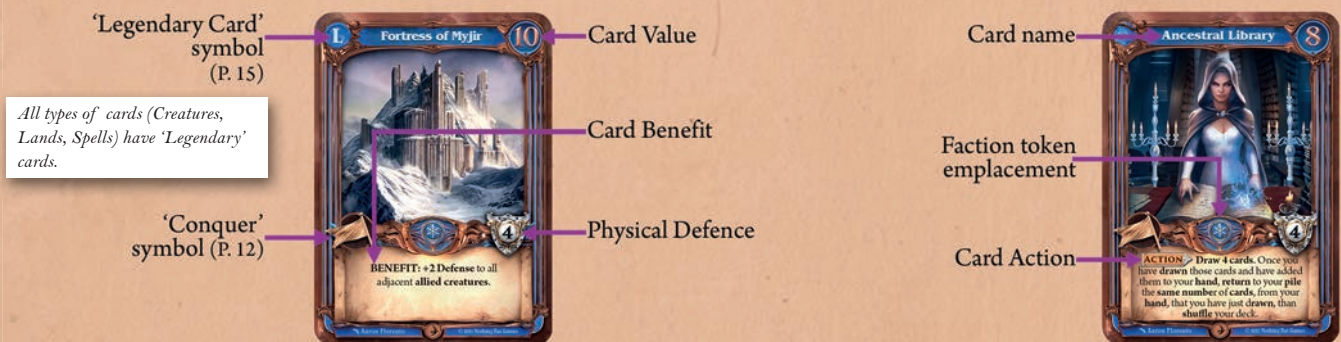 'Legendary Card'
symbol
(P. 15)
All types of cards (Creatures,
Lands, Spells) have 'Legendary'
cards.
'Conquer'
symbol (P. 12)
L
Fortress of Myjir
10
4
BENEFIT: +2 Defense to all
adjacent allied creatures.
Card Value
Card Benefit
Physical Defence
Card name
Faction token
emplacement
Card Action
Ancestral Library
8
4
ACTION Draw 4 cards. Once you
have drawn those cards and have added
them to your hand, return to your pile
the same number of cards, from your
hand, that you have just drawn, than
shuffle your deck.